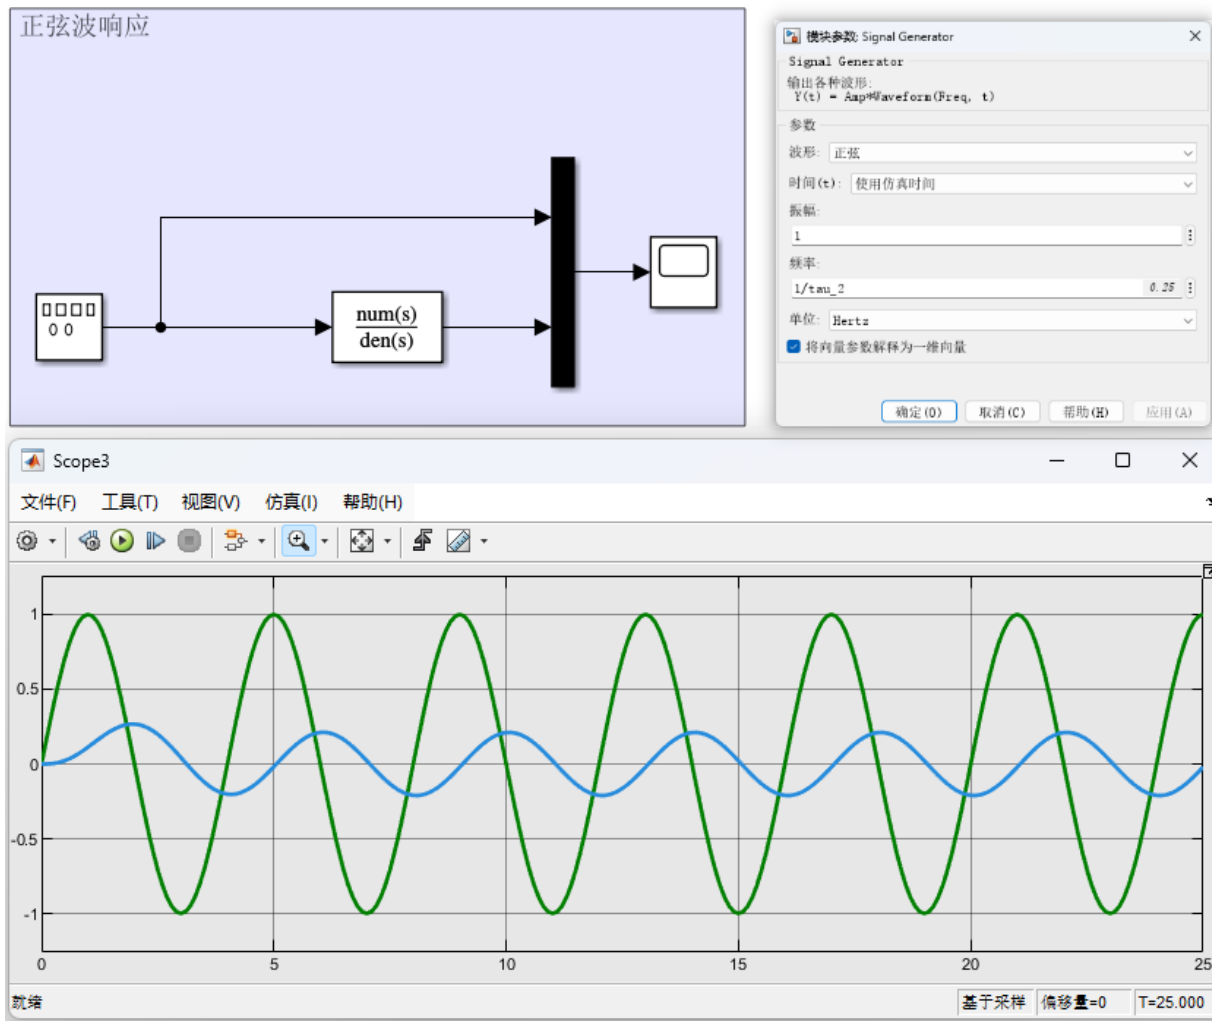 正弦波响应
num(s)
den(s)
模块参数: Signal Generator
Signal Generator
输出各种波形:
Y(t) = Amp*Waveform(Freq, t)
参数
波形: 正弦
时间(t): 使用仿真时间
振幅:
1
频率:
1/tau_2 0.25
单位: Hertz
将向量参数解释为一维向量
确定(O) 取消(C) 帮助(H) 应用(A)
Scope3
文件(F) 工具(T) 视图(V) 仿真(I) 帮助(H)
1
0.5
0
-0.5
-1
0 5 10 15 20 25
就绪 基于采样 偏移量=0 T=25.000